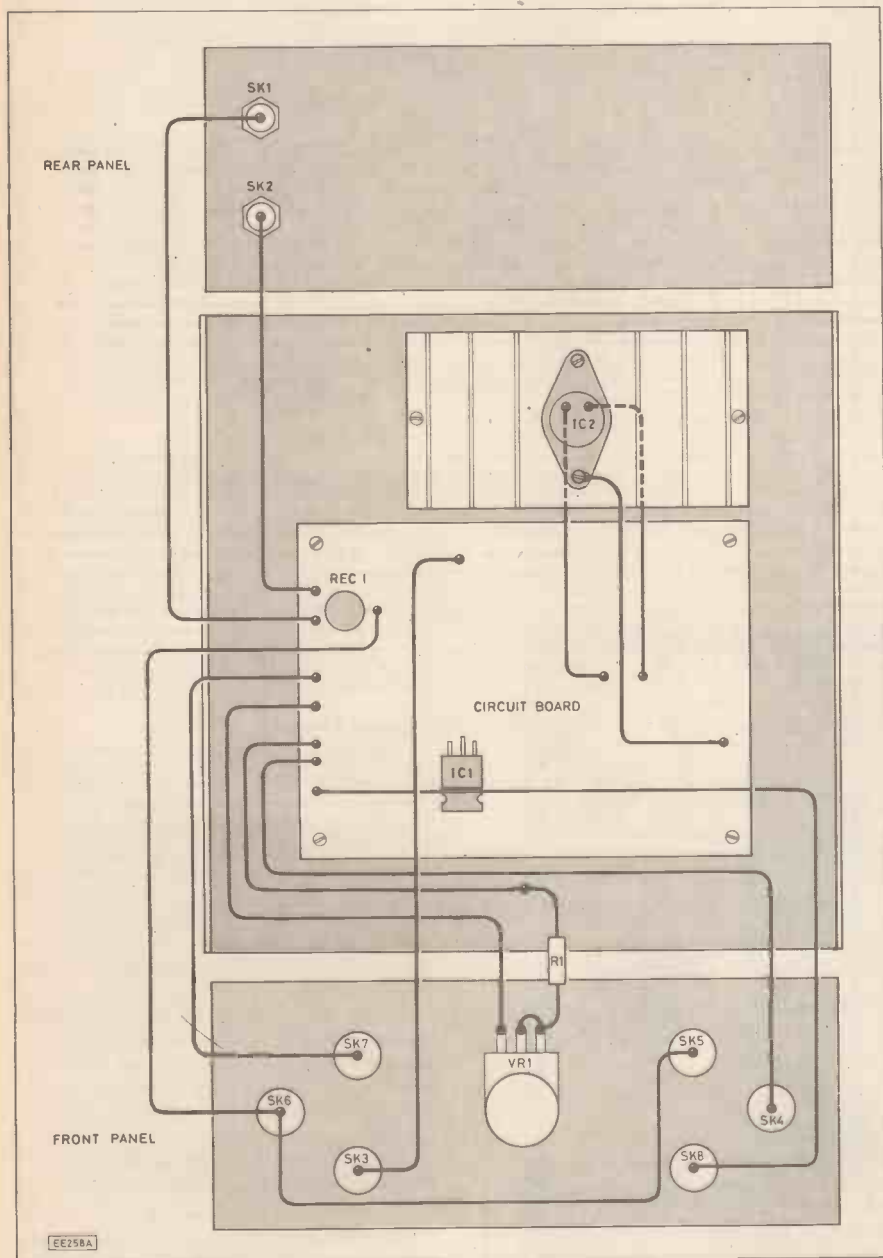 SK1
REAR PANEL
SK2
IC2
REC 1
CIRCUIT BOARD
IC1
R1
SK7
VR1
SK5
SK6
SK4
FRONT PANEL
SK3
SK8
EE258A